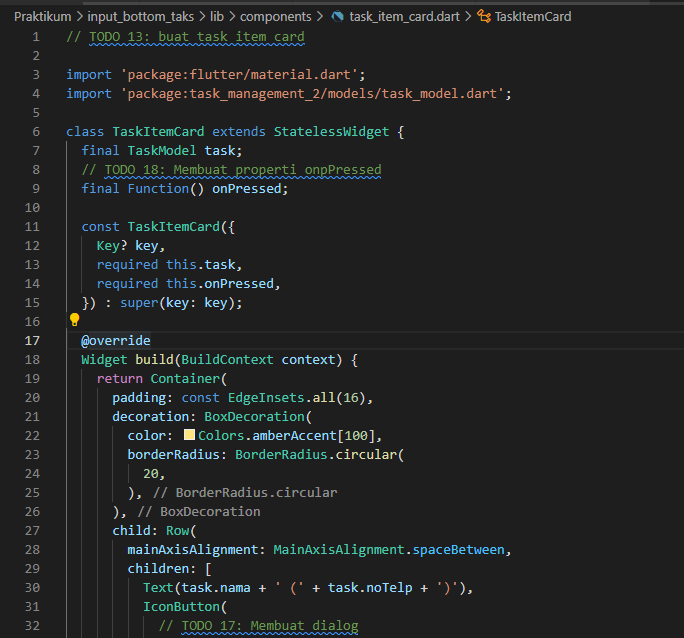 Praktikum > input_bottom_taks > lib > components > task_item_card.dart > TaskItemCard
1 // TODO 13: buat task item card
2
3 import 'package:flutter/material.dart';
4 import 'package:task_management_2/models/task_model.dart';
5
6 class TaskItemCard extends StatelessWidget {
7 final TaskModel task;
8 // TODO 18: Membuat properti onpPressed
9 final Function() onPressed;
10
11 const TaskItemCard({
12 Key? key,
13 required this.task,
14 required this.onPressed,
15 }) : super(key: key);
16
17 @override
18 Widget build(BuildContext context) {
19 return Container(
20 padding: const EdgeInsets.all(16),
21 decoration: BoxDecoration(
22 color: Colors.amberAccent[100],
23 borderRadius: BorderRadius.circular(
24 20,
25 ), // BorderRadius.circular
26 ), // BoxDecoration
27 child: Row(
28 mainAxisAlignment: MainAxisAlignment.spaceBetween,
29 children: [
30 Text(task.nama + ' (' + task.noTelp + ')'),
31 IconButton(
32 // TODO 17: Membuat dialog